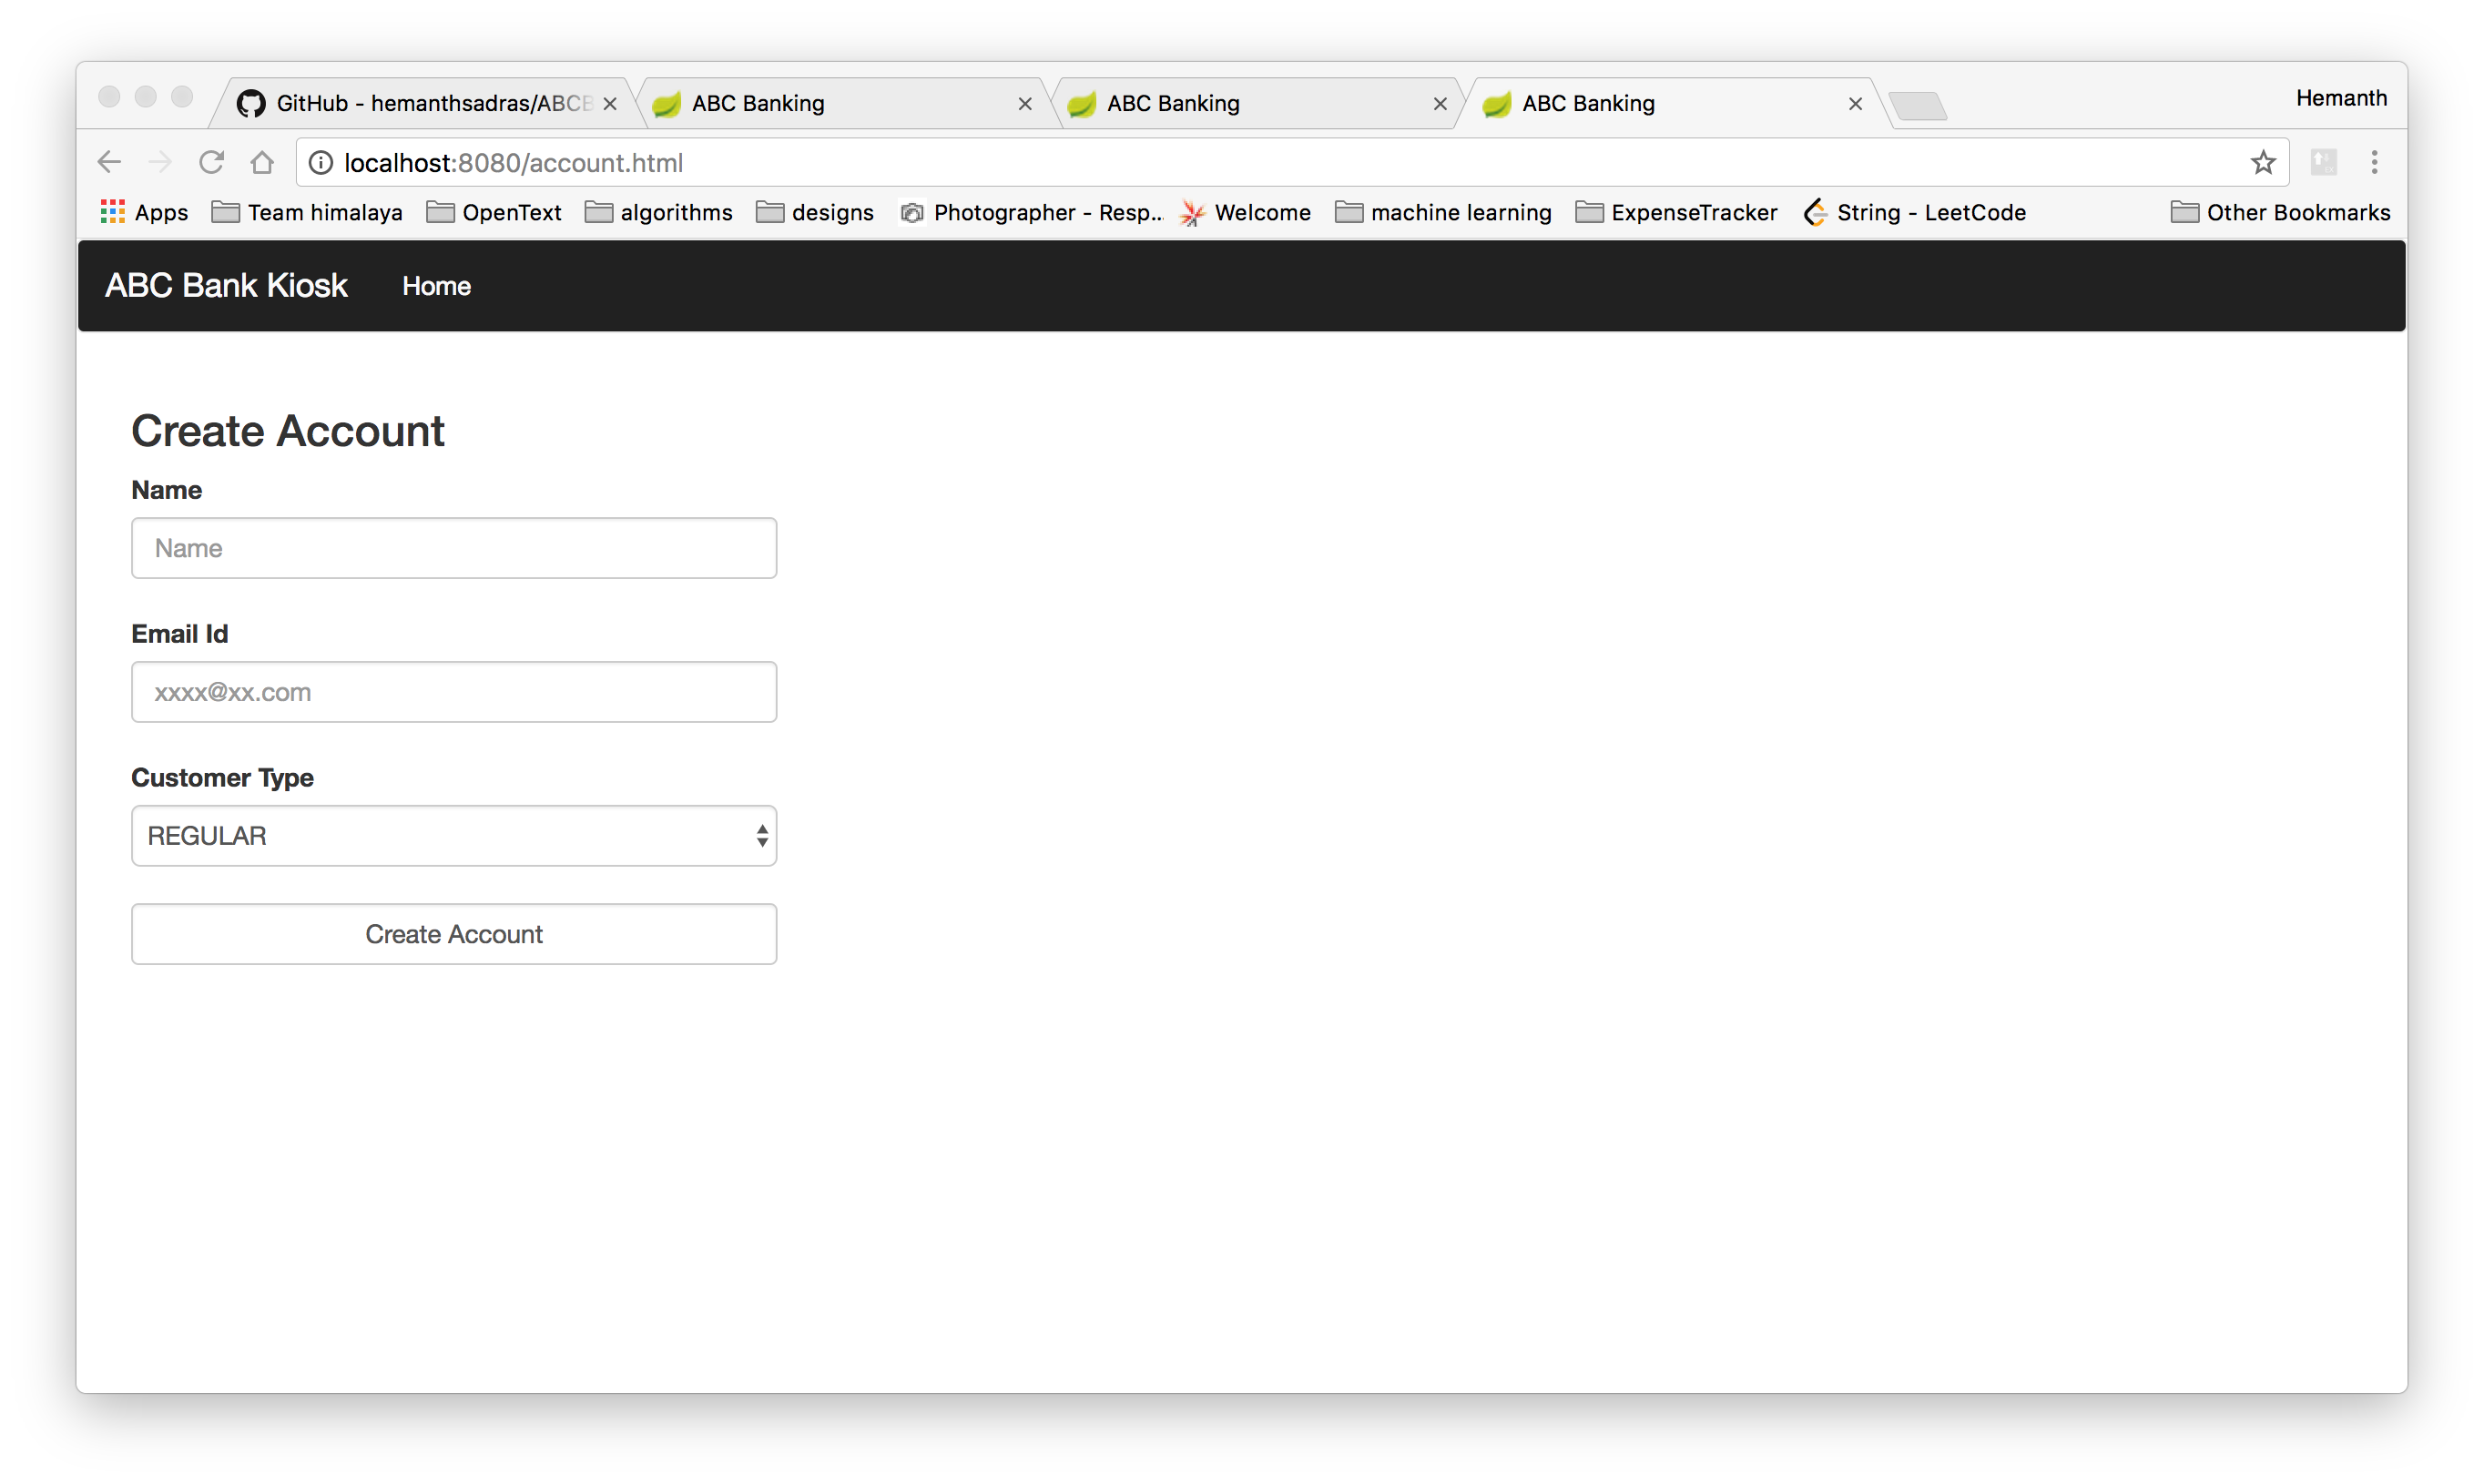 GitHub - hemanthsadras/ABCB ABC Banking ABC Banking ABC Banking Hemanth
localhost:8080/account.html
Apps Team himalaya OpenText algorithms designs Photographer - Resp... Welcome machine learning ExpenseTracker String - LeetCode Other Bookmarks
ABC Bank Kiosk Home
Create Account
Name
Name
Email Id
xxxx@xx.com
Customer Type
REGULAR
Create Account